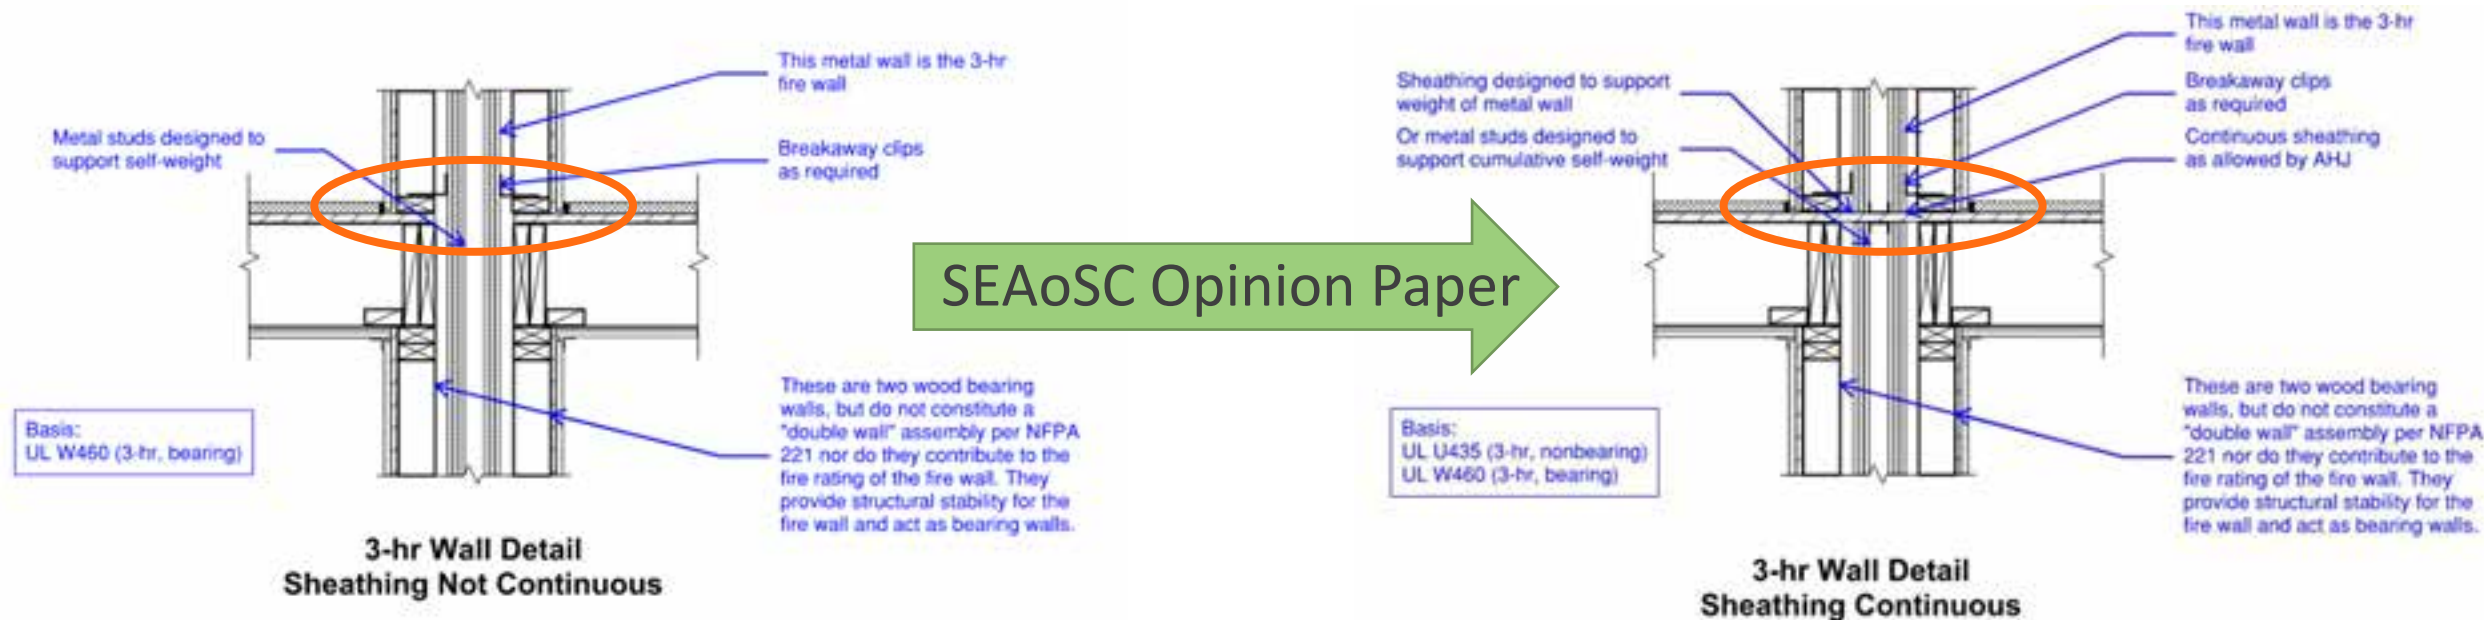 This metal wall is the 3-hr
fire wall
Metal studs designed to
support self-weight
Breakaway clips
as required
These are two wood bearing
walls, but do not constitute a
"double wall" assembly per NFPA
221 nor do they contribute to the
fire rating of the fire wall. They
provide structural stability for the
fire wall and act as bearing walls.
Basis:
UL W460 (3-hr, bearing)
3-hr Wall Detail
Sheathing Not Continuous
SEAoSC Opinion Paper
This metal wall is the 3-hr
fire wall
Sheathing designed to support
weight of metal wall
Breakaway clips
as required
Or metal studs designed to
support cumulative self-weight
Continuous sheathing
as allowed by AHJ
These are two wood bearing
walls, but do not constitute a
"double wall" assembly per NFPA
221 nor do they contribute to the
fire rating of the fire wall. They
provide structural stability for the
fire wall and act as bearing walls.
Basis:
UL U435 (3-hr, nonbearing)
UL W460 (3-hr, bearing)
3-hr Wall Detail
Sheathing Continuous